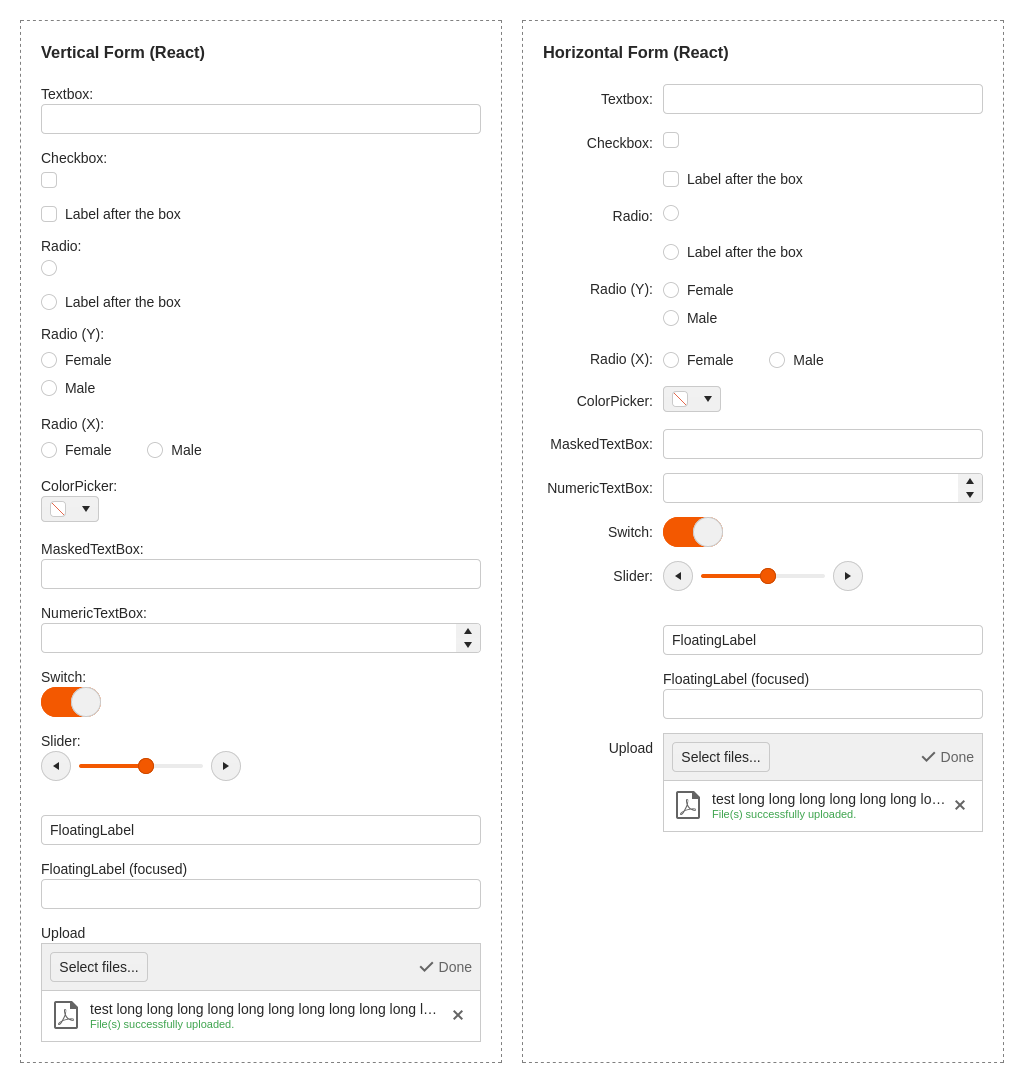 Vertical Form (React)
Textbox:
Checkbox:
Label after the box
Radio:
Label after the box
Radio (Y):
Female
Male
Radio (X):
Female Male
ColorPicker:
MaskedTextBox:
NumericTextBox:
Switch:
Slider:
FloatingLabel
FloatingLabel (focused)
Upload
Select files... Done
test long long long long long long long long long long l…
File(s) successfully uploaded.
Horizontal Form (React)
Textbox:
Checkbox:
Label after the box
Radio:
Label after the box
Radio (Y): Female
Male
Radio (X): Female Male
ColorPicker:
MaskedTextBox:
NumericTextBox:
Switch:
Slider:
FloatingLabel
FloatingLabel (focused)
Upload Select files... Done
test long long long long long long lo…
File(s) successfully uploaded.